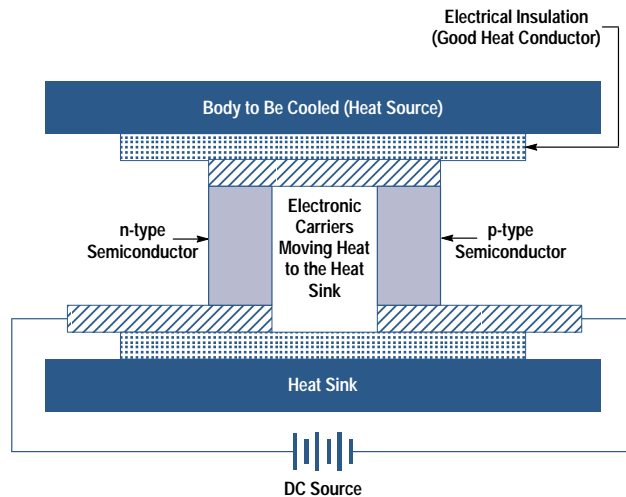 Electrical Insulation
(Good Heat Conductor)
Body to Be Cooled (Heat Source)
n-type
Semiconductor
Electronic
Carriers
Moving Heat
to the Heat
Sink
p-type
Semiconductor
Heat Sink
DC Source